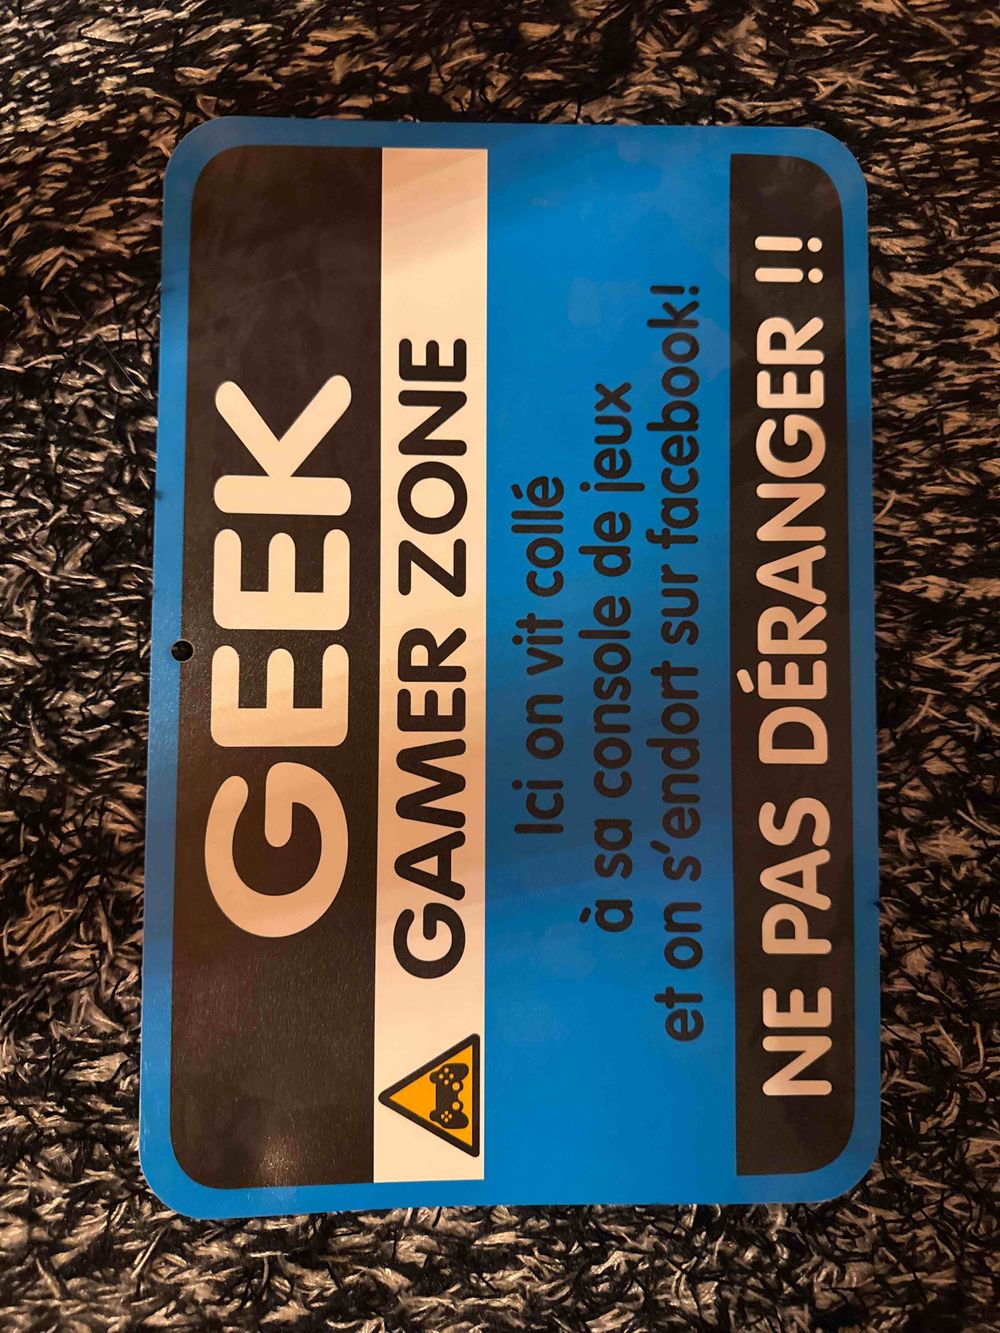 GEEK
GAMER ZONE
Ici on vit collé
à sa console de jeux
et on s'endort sur facebook!
NE PAS DÉRANGER !!